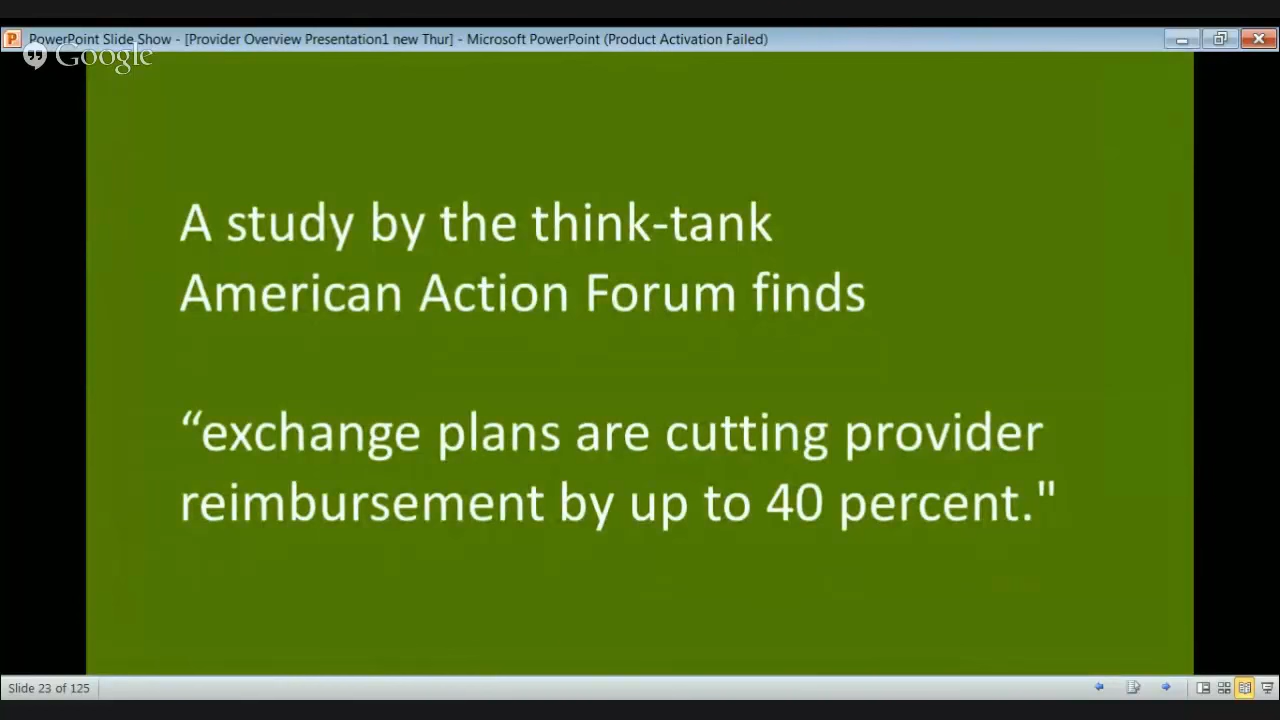 PowerPoint Slide Show - [Provider Overview Presentation1 new Thur] - Microsoft PowerPoint (Product Activation Failed)
Google
A study by the think-tank
American Action Forum finds
“exchange plans are cutting provider
reimbursement by up to 40 percent."
Slide 23 of 125